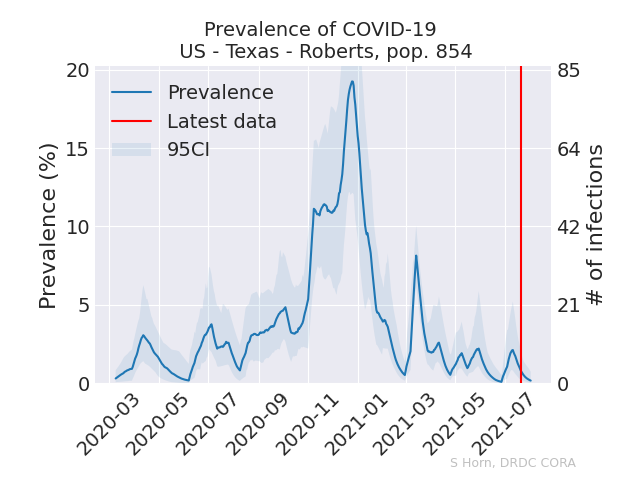 Prevalence of COVID-19
US - Texas - Roberts, pop. 854
Prevalence (%)
20
15
10
5
0
Prevalence
Latest data
95CI
85
64
42
21
0
# of infections
2020-03
2020-05
2020-07
2020-09
2020-11
2021-01
2021-03
2021-05
2021-07
S Horn, DRDC CORA